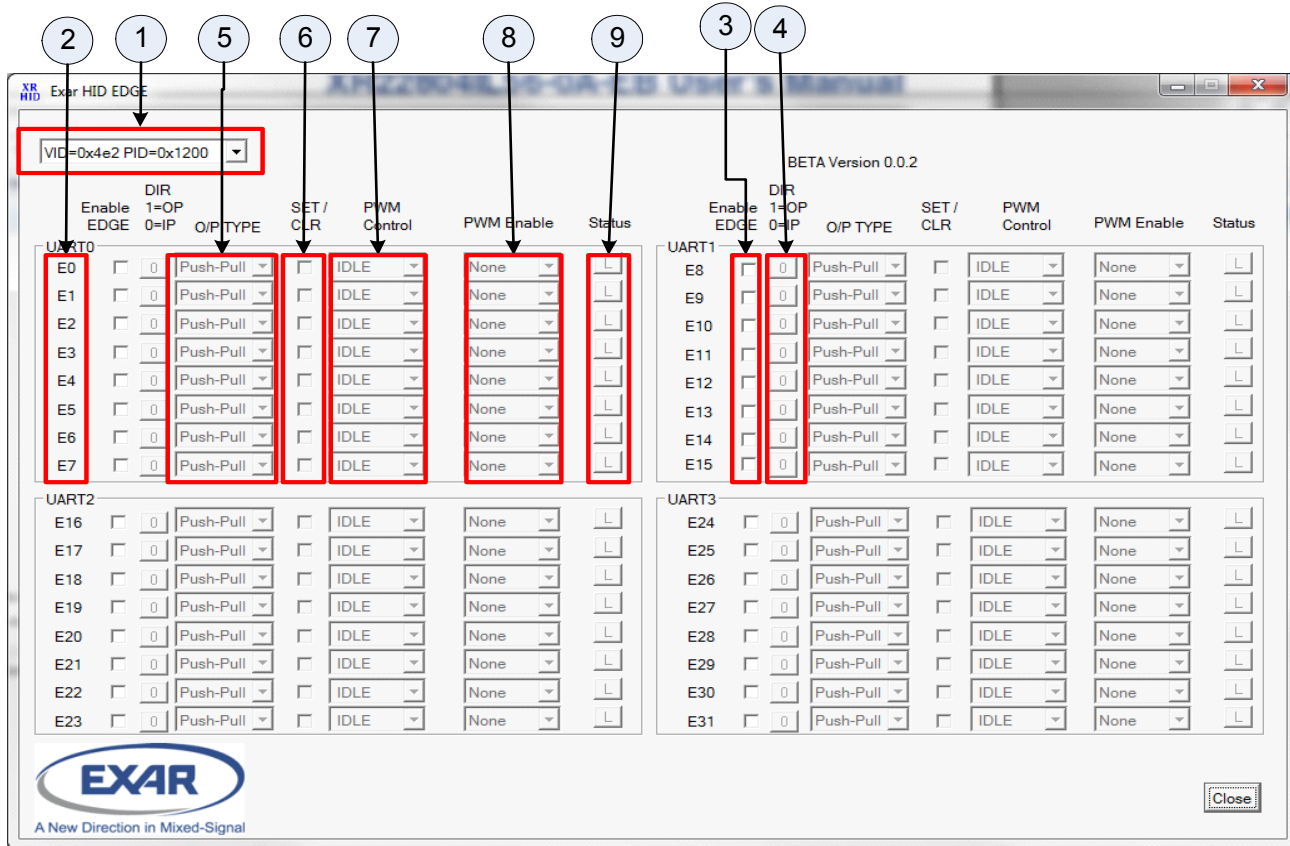 2 1 5 6 7 8 9 3 4
XR HID Exar HID EDGE XR22804IL56-0A-EB User's Manual
VID=0x4e2 PID=0x1200
BETA Version 0.0.2
Enable EDGE DIR 1=OP 0=IP O/P TYPE SET / CLR PWM Control PWM Enable Status
UART0
E0 0 Push-Pull IDLE None L
E1 0 Push-Pull IDLE None L
E2 0 Push-Pull IDLE None L
E3 0 Push-Pull IDLE None L
E4 0 Push-Pull IDLE None L
E5 0 Push-Pull IDLE None L
E6 0 Push-Pull IDLE None L
E7 0 Push-Pull IDLE None L
Enable EDGE DIR 1=OP 0=IP O/P TYPE SET / CLR PWM Control PWM Enable Status
UART1
E8 0 Push-Pull IDLE None L
E9 0 Push-Pull IDLE None L
E10 0 Push-Pull IDLE None L
E11 0 Push-Pull IDLE None L
E12 0 Push-Pull IDLE None L
E13 0 Push-Pull IDLE None L
E14 0 Push-Pull IDLE None L
E15 0 Push-Pull IDLE None L
UART2
E16 0 Push-Pull IDLE None L
E17 0 Push-Pull IDLE None L
E18 0 Push-Pull IDLE None L
E19 0 Push-Pull IDLE None L
E20 0 Push-Pull IDLE None L
E21 0 Push-Pull IDLE None L
E22 0 Push-Pull IDLE None L
E23 0 Push-Pull IDLE None L
UART3
E24 0 Push-Pull IDLE None L
E25 0 Push-Pull IDLE None L
E26 0 Push-Pull IDLE None L
E27 0 Push-Pull IDLE None L
E28 0 Push-Pull IDLE None L
E29 0 Push-Pull IDLE None L
E30 0 Push-Pull IDLE None L
E31 0 Push-Pull IDLE None L
EXAR
A New Direction in Mixed-Signal
Close